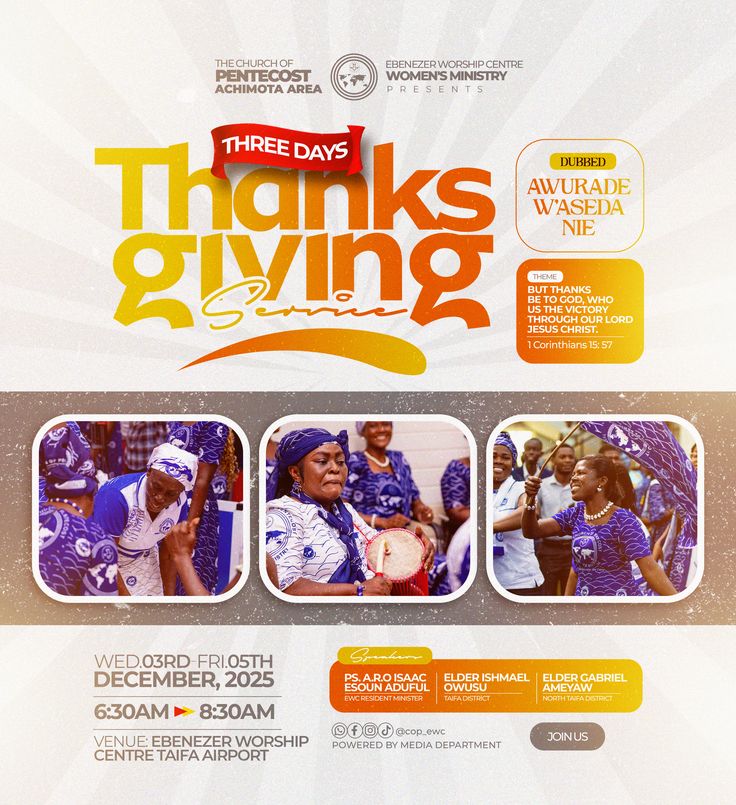 THE CHURCH OF
PENTECOST
ACHIMOTA AREA
EBENEZER WORSHIP CENTRE
WOMEN'S MINISTRY
PRESENTS
THREE DAYS
Thanks
giving
Service
DUBBED
AWURADE
W'ASEDA
NIE
THEME
BUT THANKS
BE TO GOD, WHO
US THE VICTORY
THROUGH OUR LORD
JESUS CHRIST.
1 Corinthians 15: 57
WED.03RD-FRI.05TH
DECEMBER, 2025
6:30AM 8:30AM
VENUE: EBENEZER WORSHIP
CENTRE TAIFA AIRPORT
Speakers
PS. A.R.O ISAAC
ESOUN ADUFUL
EWC RESIDENT MINISTER
ELDER ISHMAEL
OWUSU
TAIFA DISTRICT
ELDER GABRIEL
AMEYAW
NORTH TAIFA DISTRICT
@cop_ewc
POWERED BY MEDIA DEPARTMENT
JOIN US